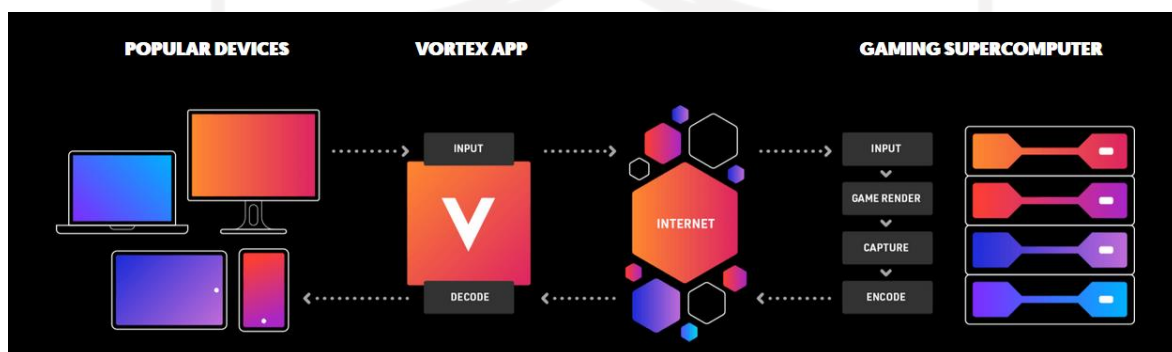 POPULAR DEVICES
VORTEX APP
GAMING SUPERCOMPUTER
INPUT
V
DECODE
INTERNET
INPUT
GAME RENDER
CAPTURE
ENCODE